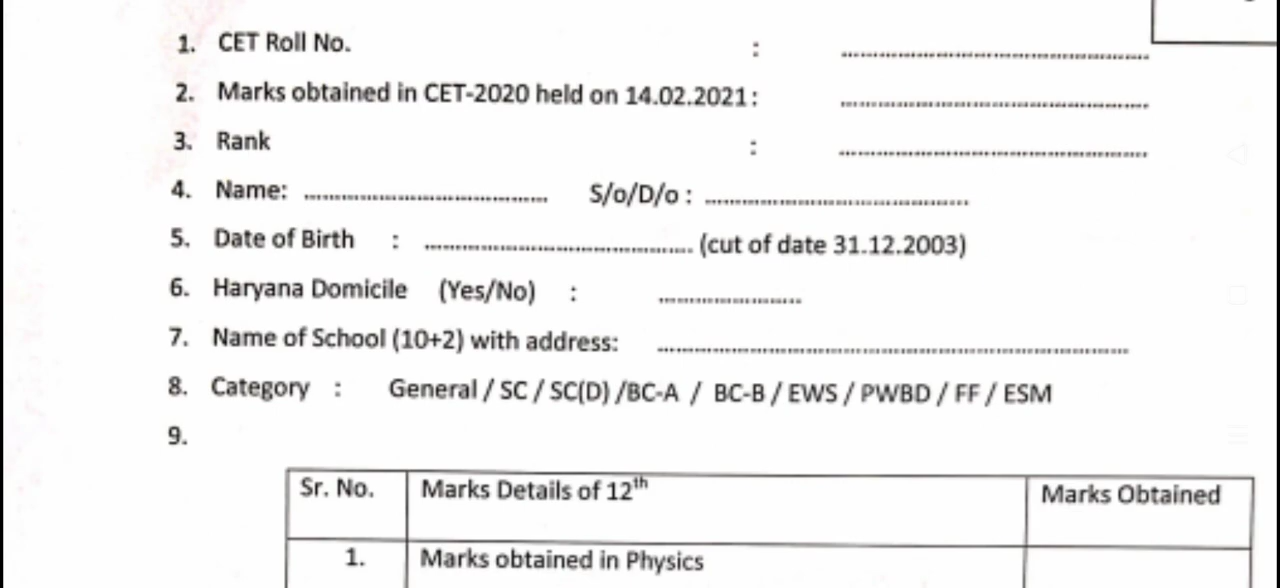 1. CET Roll No. : ........................
2. Marks obtained in CET-2020 held on 14.02.2021: ........................
3. Rank : ........................
4. Name: ........................ S/o/D/o : ........................
5. Date of Birth : ........................ (cut of date 31.12.2003)
6. Haryana Domicile (Yes/No) : ........................
7. Name of School (10+2) with address: ........................
8. Category : General / SC / SC(D) /BC-A / BC-B / EWS / PWBD / FF / ESM
9.
Sr. No. Marks Details of 12th Marks Obtained
1. Marks obtained in Physics